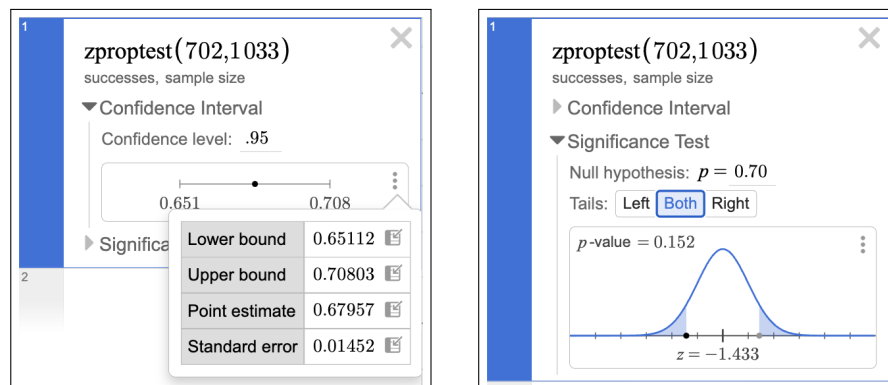 1
zproptest(702,1033)
successes, sample size
Confidence Interval
Confidence level: .95
0.651 0.708
Significa
Lower bound 0.65112
Upper bound 0.70803
Point estimate 0.67957
Standard error 0.01452
2
1
zproptest(702,1033)
successes, sample size
Confidence Interval
Significance Test
Null hypothesis: p = 0.70
Tails: Left Both Right
p-value = 0.152
z = −1.433